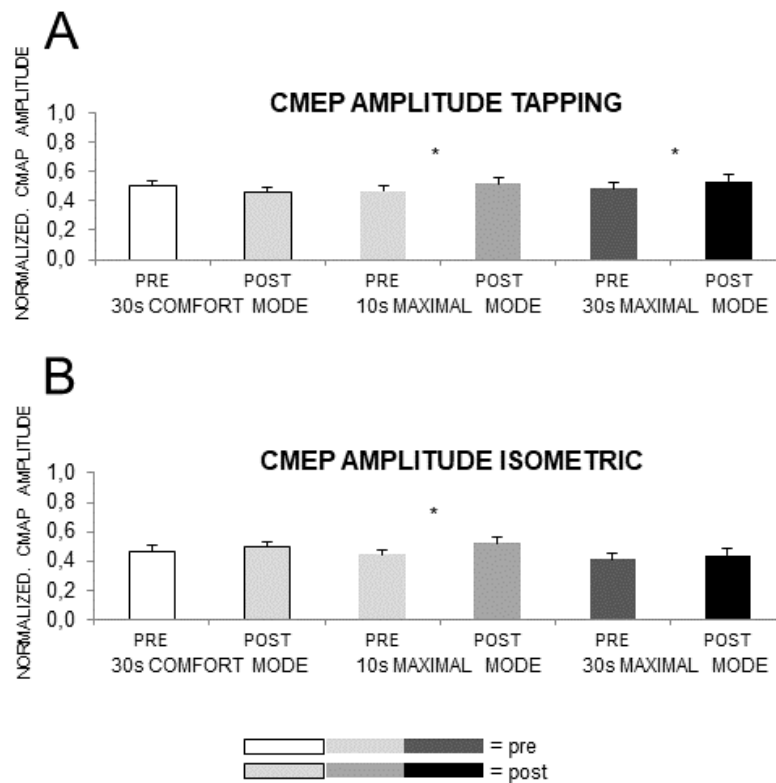 A
CMEP AMPLITUDE TAPPING
NORMALIZED. CMAP AMPLITUDE
1,0
0,8
0,6
0,4
0,2
0,0
* *
PRE POST PRE POST PRE POST
30s COMFORT MODE 10s MAXIMAL MODE 30s MAXIMAL MODE
B
CMEP AMPLITUDE ISOMETRIC
NORMALIZED. CMAP AMPLITUDE
1,0
0,8
0,6
0,4
0,2
0,0
*
PRE POST PRE POST PRE POST
30s COMFORT MODE 10s MAXIMAL MODE 30s MAXIMAL MODE
= pre
= post